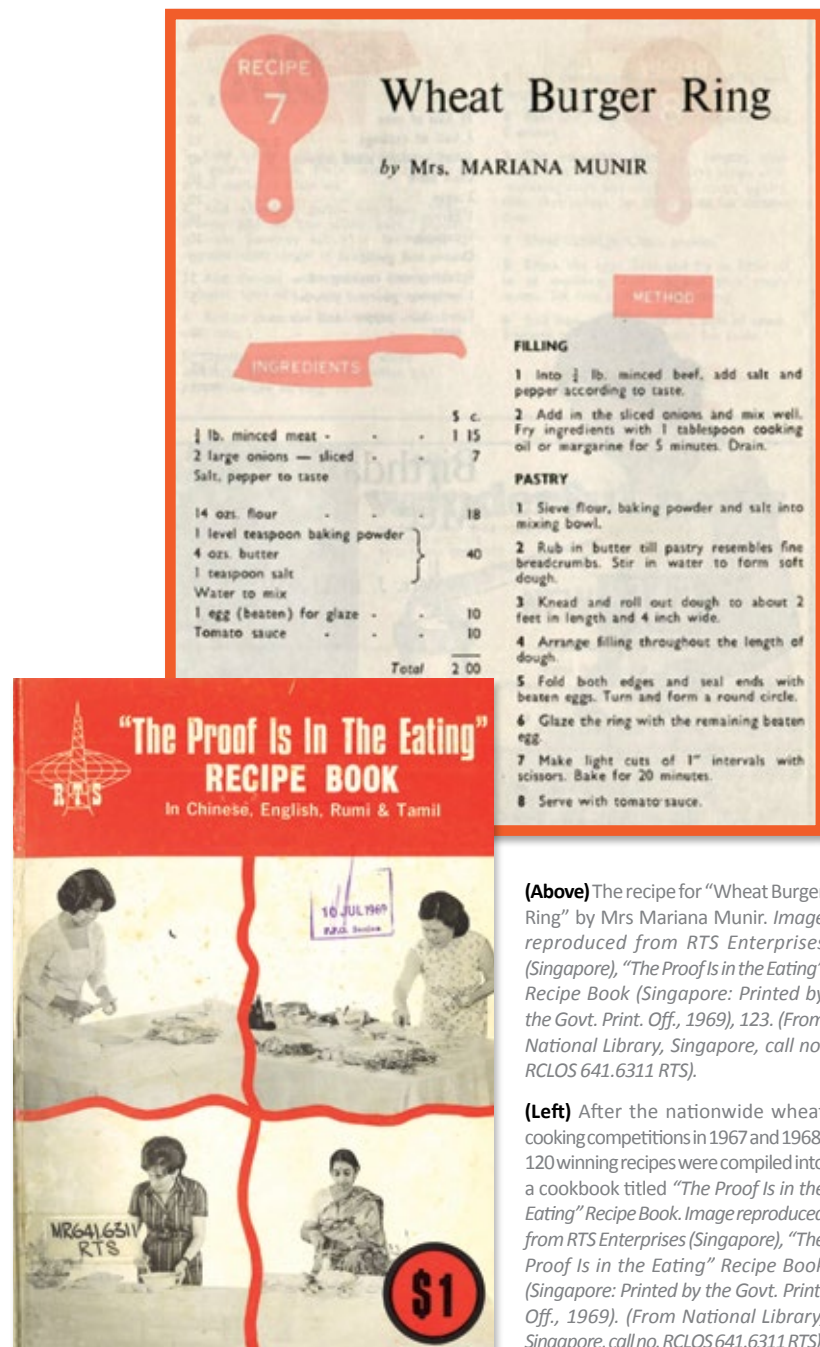 RECIPE
7
Wheat Burger Ring
by Mrs. MARIANA MUNIR
INGREDIENTS
$ c.
lb. minced meat - - - 1 15
2 large onions — sliced - - 7
Salt, pepper to taste
14 ozs. flour - - - 18
1 level teaspoon baking powder
4 ozs. butter 40
1 teaspoon salt
Water to mix
1 egg (beaten) for glaze - - 10
Tomato sauce - - - 10
Total 2 00
METHOD
FILLING
1 Into lb. minced beef, add salt and
pepper according to taste.
2 Add in the sliced onions and mix well.
Fry ingredients with 1 tablespoon cooking
oil or margarine for 5 minutes. Drain.
PASTRY
1 Sieve flour, baking powder and salt into
mixing bowl.
2 Rub in butter till pastry resembles fine
breadcrumbs. Stir in water to form soft
dough.
3 Knead and roll out dough to about 2
feet in length and 4 inch wide.
4 Arrange filling throughout the length of
dough.
5 Fold both edges and seal ends with
beaten eggs. Turn and form a round circle.
6 Glaze the ring with the remaining beaten
egg.
7 Make light cuts of 1" intervals with
scissors. Bake for 20 minutes.
8 Serve with tomato sauce.
RTS
"The Proof Is In The Eating"
RECIPE BOOK
In Chinese, English, Rumi & Tamil
10 JUL 1969
MR641.6311
RTS
$1
(Above) The recipe for “Wheat Burger
Ring” by Mrs Mariana Munir. Image
reproduced from RTS Enterprises
(Singapore), “The Proof Is in the Eating”
Recipe Book (Singapore: Printed by
the Govt. Print. Off., 1969), 123. (From
National Library, Singapore, call no.
RCLOS 641.6311 RTS).
(Left) After the nationwide wheat
cooking competitions in 1967 and 1968,
120 winning recipes were compiled into
a cookbook titled “The Proof Is in the
Eating” Recipe Book. Image reproduced
from RTS Enterprises (Singapore), “The
Proof Is in the Eating” Recipe Book
(Singapore: Printed by the Govt. Print.
Off., 1969). (From National Library,
Singapore, call no. RCLOS 641.6311 RTS).